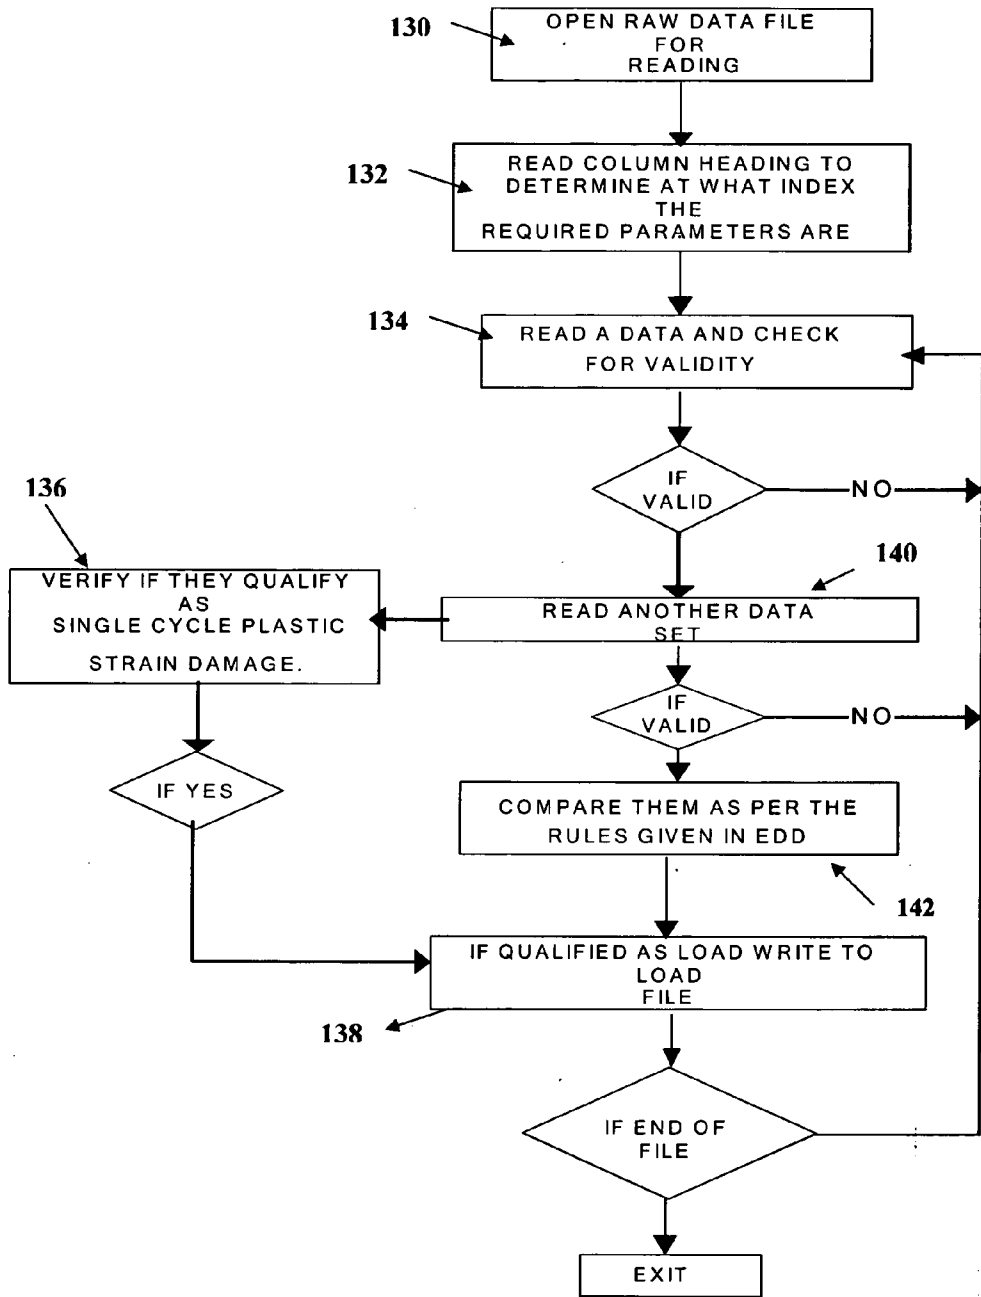 130
OPEN RAW DATA FILE
FOR
READING
132
READ COLUMN HEADING TO
DETERMINE AT WHAT INDEX
THE
REQUIRED PARAMETERS ARE
134
READ A DATA AND CHECK
FOR VALIDITY
IF
VALID
NO
136
VERIFY IF THEY QUALIFY
AS
SINGLE CYCLE PLASTIC
STRAIN DAMAGE.
140
READ ANOTHER DATA
SET
IF
VALID
NO
IF YES
COMPARE THEM AS PER THE
RULES GIVEN IN EDD
142
IF QUALIFIED AS LOAD WRITE TO
LOAD
FILE
138
IF END OF
FILE
EXIT